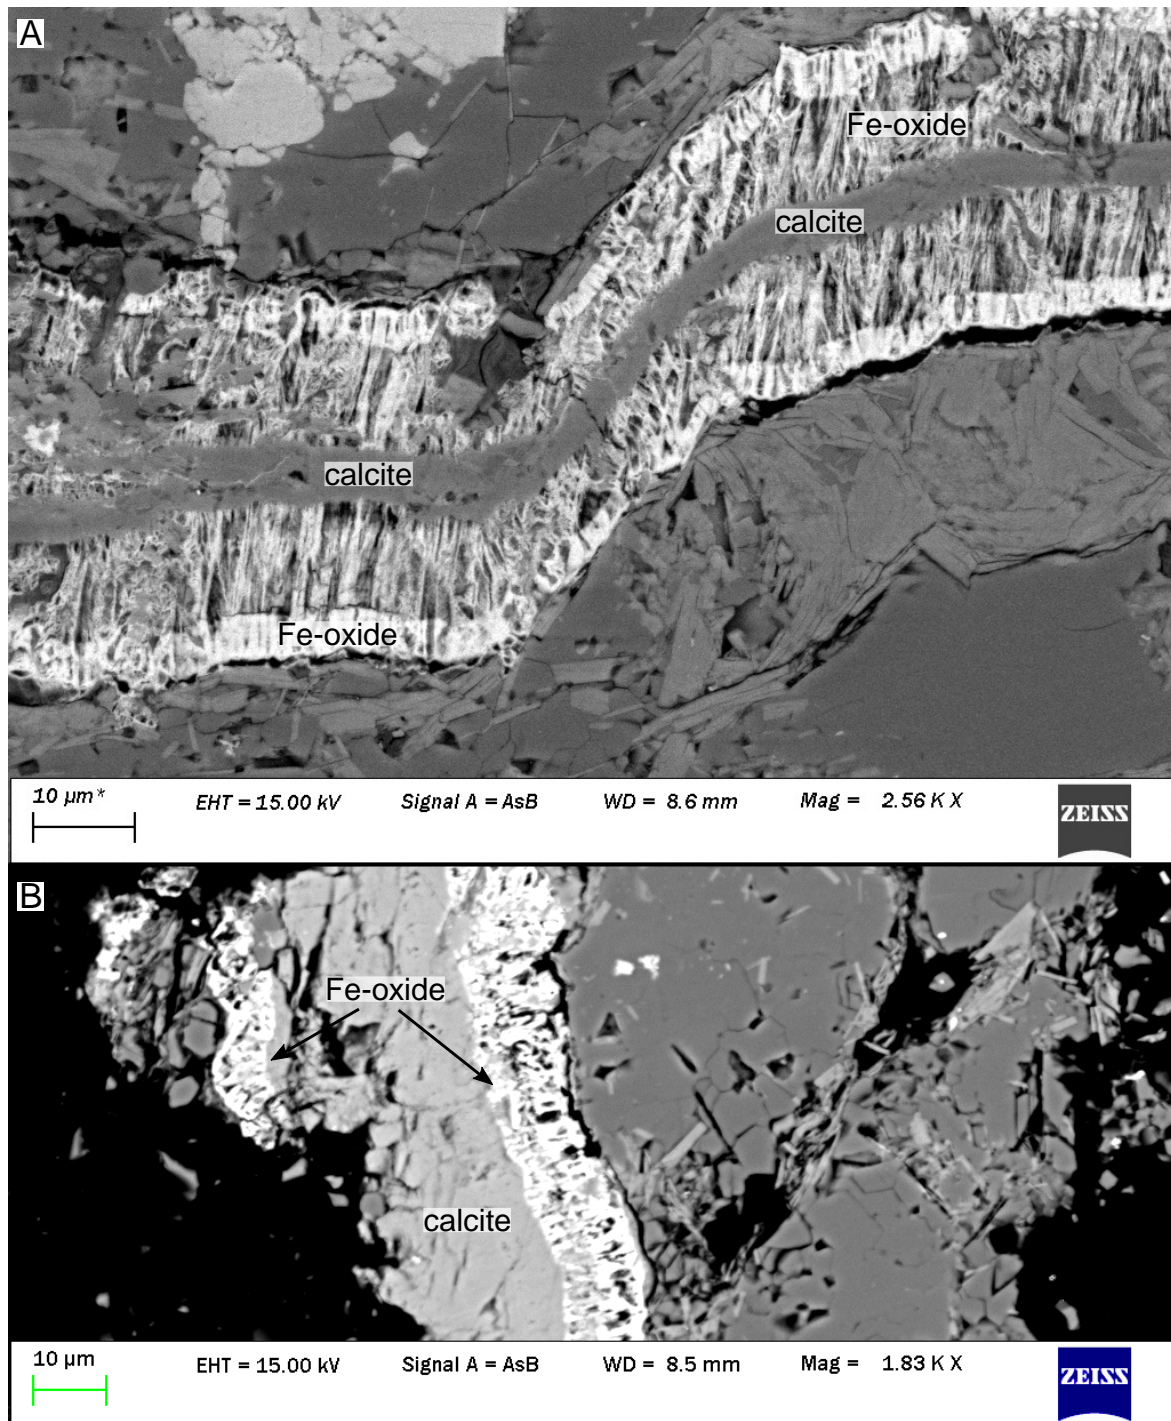 A
Fe-oxide
calcite
calcite
Fe-oxide
10 µm* EHT = 15.00 kV Signal A = AsB WD = 8.6 mm Mag = 2.56 K X ZEISS
B
Fe-oxide
calcite
10 µm EHT = 15.00 kV Signal A = AsB WD = 8.5 mm Mag = 1.83 K X ZEISS